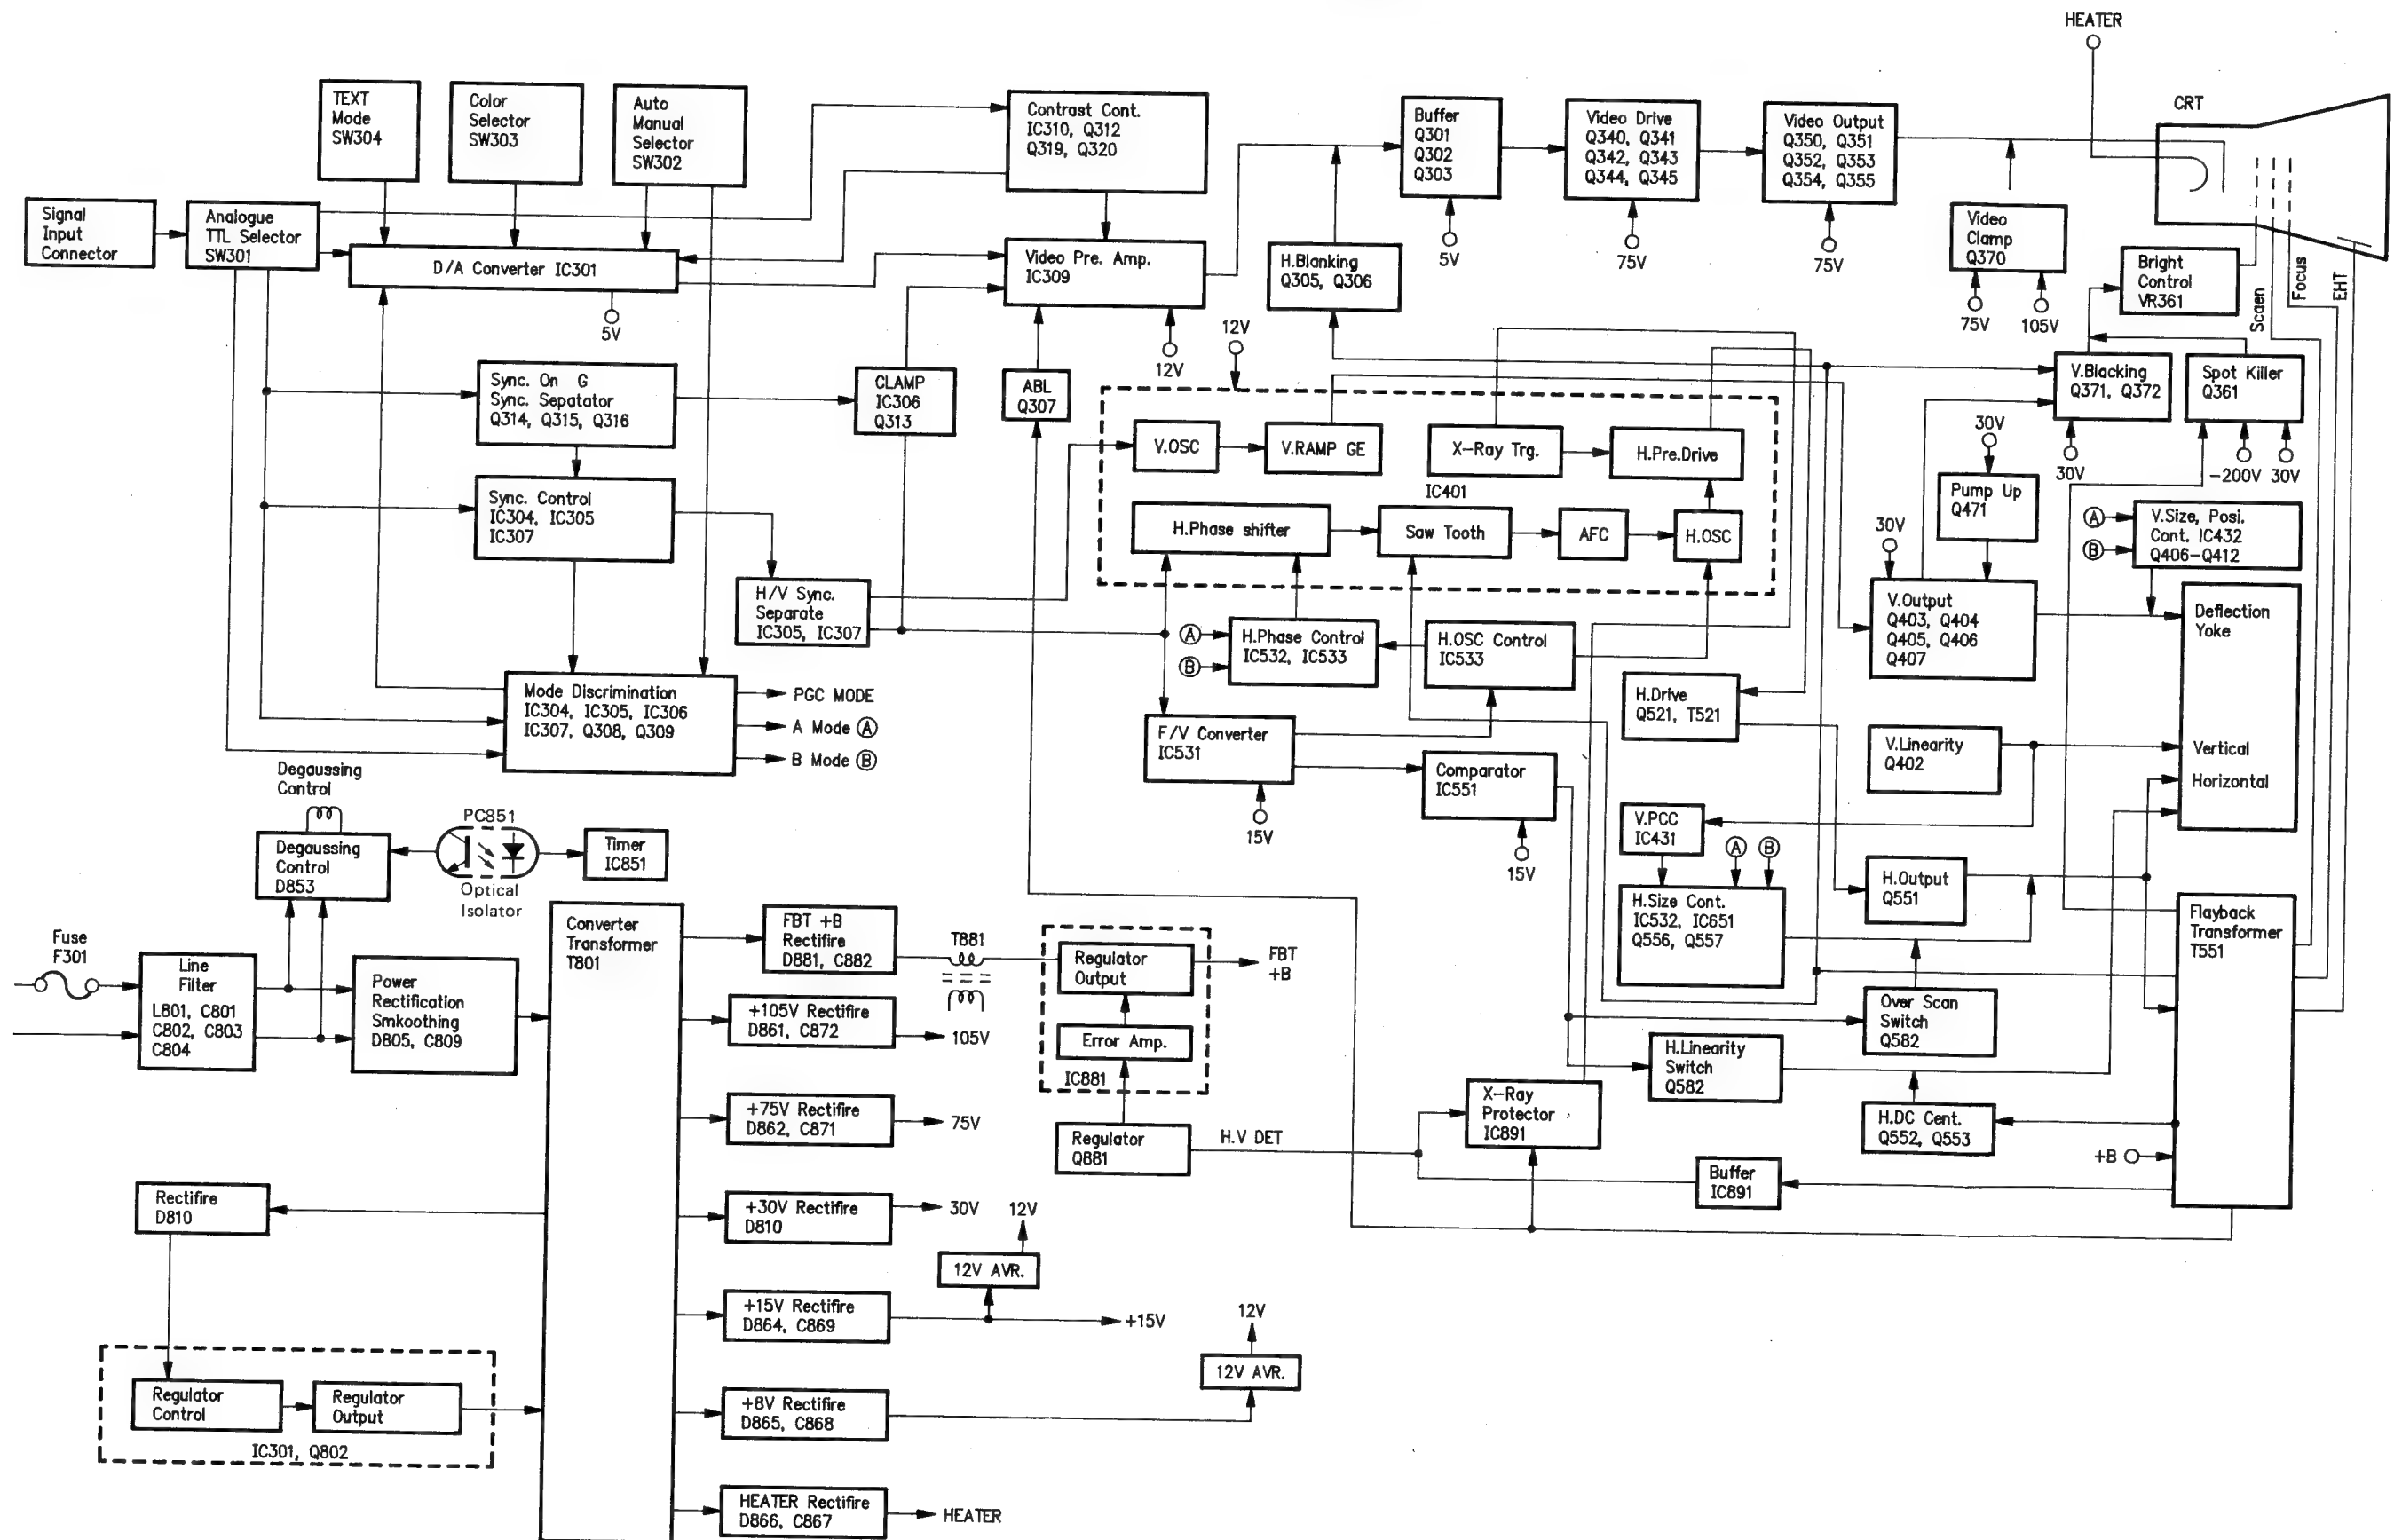 HEATER
CRT
TEXT
Mode
SW304
Color
Selector
SW303
Auto
Manual
Selector
SW302
Contrast Cont.
IC310, Q312
Q319, Q320
Buffer
Q301
Q302
Q303
Video Drive
Q340, Q341
Q342, Q343
Q344, Q345
Video Output
Q350, Q351
Q352, Q353
Q354, Q355
Signal
Input
Connector
Analogue
TTL Selector
SW301
D/A Converter IC301
5V
Video Pre. Amp.
IC309
12V
H.Blanking
Q305, Q306
5V
75V
75V
Video
Clamp
Q370
75V
105V
Bright
Control
VR361
Scaen
Focus
EHT
Sync. On G
Sync. Sepatator
Q314, Q315, Q316
CLAMP
IC306
Q313
ABL
Q307
12V
V.Blacking
Q371, Q372
30V
Spot Killer
Q361
-200V
30V
V.OSC
V.RAMP GE
X-Ray Trg.
H.Pre.Drive
IC401
H.Phase shifter
Saw Tooth
AFC
H.OSC
30V
Pump Up
Q471
30V
A
B
V.Size, Posi.
Cont. IC432
Q406-Q412
Sync. Control
IC304, IC305
IC307
H/V Sync.
Separate
IC305, IC307
A
B
H.Phase Control
IC532, IC533
H.OSC Control
IC533
V.Output
Q403, Q404
Q405, Q406
Q407
Deflection
Yoke
Vertical
Horizontal
Mode Discrimination
IC304, IC305, IC306
IC307, Q308, Q309
PGC MODE
A Mode A
B Mode B
F/V Converter
IC531
15V
Comparator
IC551
15V
H.Drive
Q521, T521
V.Linearity
Q402
V.PCC
IC431
A
B
Degaussing
Control
Degaussing
Control
D853
PC851
Optical
Isolator
Timer
IC851
H.Size Cont.
IC532, IC651
Q556, Q557
H.Output
Q551
Flayback
Transformer
T551
Fuse
F301
Line
Filter
L801, C801
C802, C803
C804
Power
Rectification
Smkoothing
D805, C809
Converter
Transformer
T801
FBT +B
Rectifire
D881, C882
T881
Regulator
Output
FBT
+B
Error Amp.
IC881
+105V Rectifire
D861, C872
105V
Over Scan
Switch
Q582
H.Linearity
Switch
Q582
+75V Rectifire
D862, C871
75V
Regulator
Q881
H.V DET
X-Ray
Protector
IC891
H.DC Cent.
Q552, Q553
+B
Buffer
IC891
Rectifire
D810
+30V Rectifire
D810
30V
12V
12V AVR.
+15V Rectifire
D864, C869
+15V
12V
12V AVR.
Regulator
Control
Regulator
Output
IC301, Q802
+8V Rectifire
D865, C868
HEATER Rectifire
D866, C867
HEATER